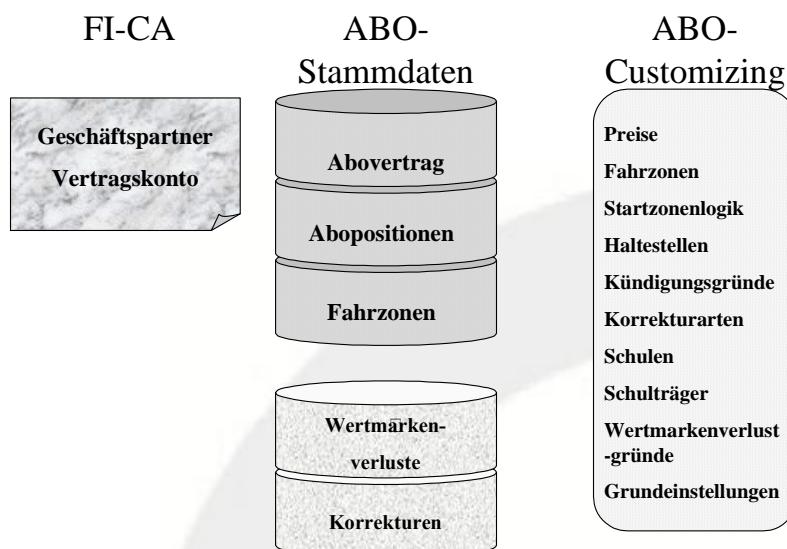 FI-CA
Geschäftspartner
Vertragskonto
ABO-
Stammdaten
Abovertrag
Abopositionen
Fahrzonen
Wertmarken-
verluste
Korrekturen
ABO-
Customizing
Preise
Fahrzonen
Startzonenlogik
Haltestellen
Kündigungsgründe
Korrekturarten
Schulen
Schulträger
Wertmarkenverlust
-gründe
Grundeinstellungen